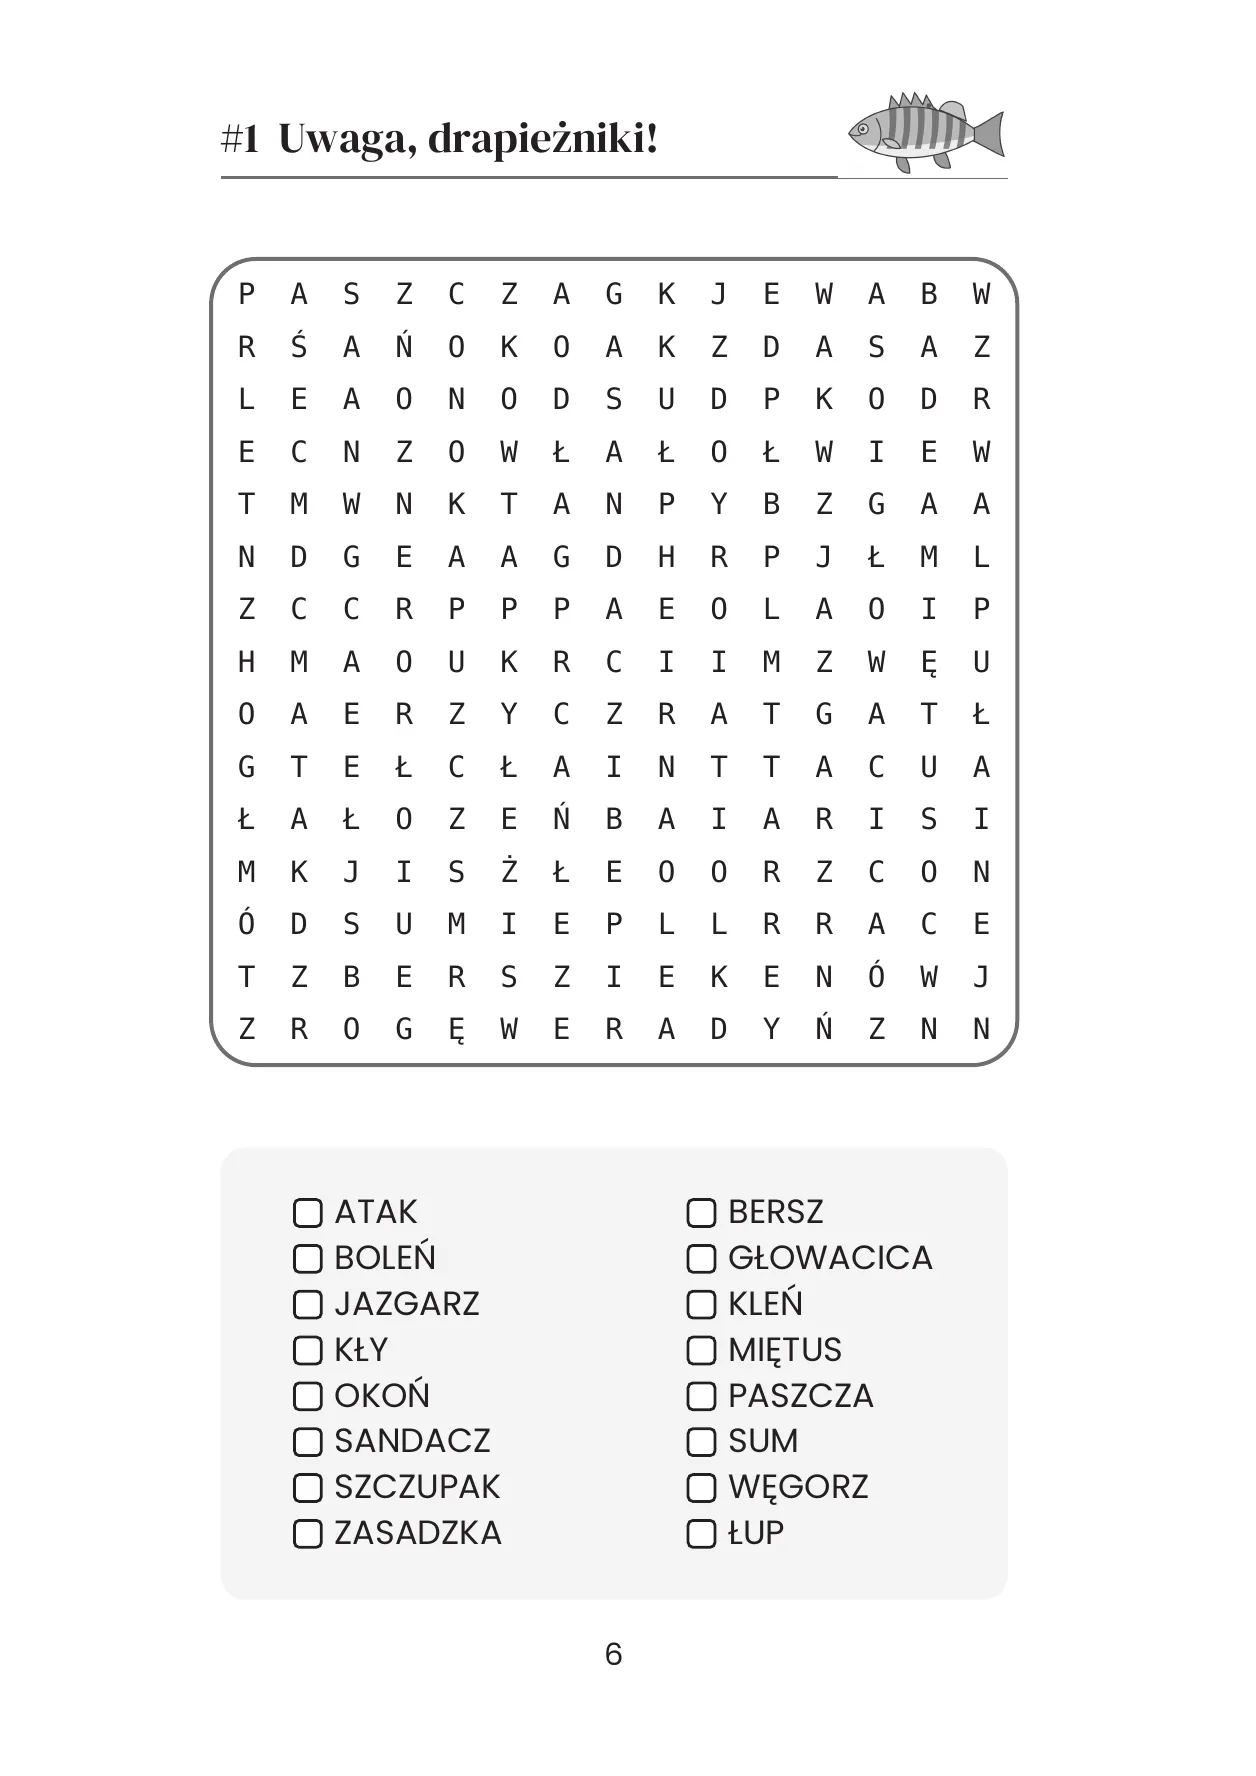 #1 Uwaga, drapieżniki!
P A S Z C Z A G K J E W A B W
R Ś A Ń O K O A K Z D A S A Z
L E A O N O D S U D P K O D R
E C N Z O W Ł A Ł O Ł W I E W
T M W N K T A N P Y B Z G A A
N D G E A A G D H R P J Ł M L
Z C C R P P P A E O L A O I P
H M A O U K R C I I M Z W Ę U
O A E R Z Y C Z R A T G A T Ł
G T E Ł C Ł A I N T T A C U A
Ł A Ł O Z E Ń B A I A R I S I
M K J I S Ż Ł E O O R Z C O N
Ó D S U M I E P L L R R A C E
T Z B E R S Z I E K E N Ó W J
Z R O G Ę W E R A D Y Ń Z N N
ATAK
BOLEŃ
JAZGARZ
KŁY
OKOŃ
SANDACZ
SZCZUPAK
ZASADZKA
BERSZ
GŁOWACICA
KLEŃ
MIĘTUS
PASZCZA
SUM
WĘGORZ
ŁUP
6